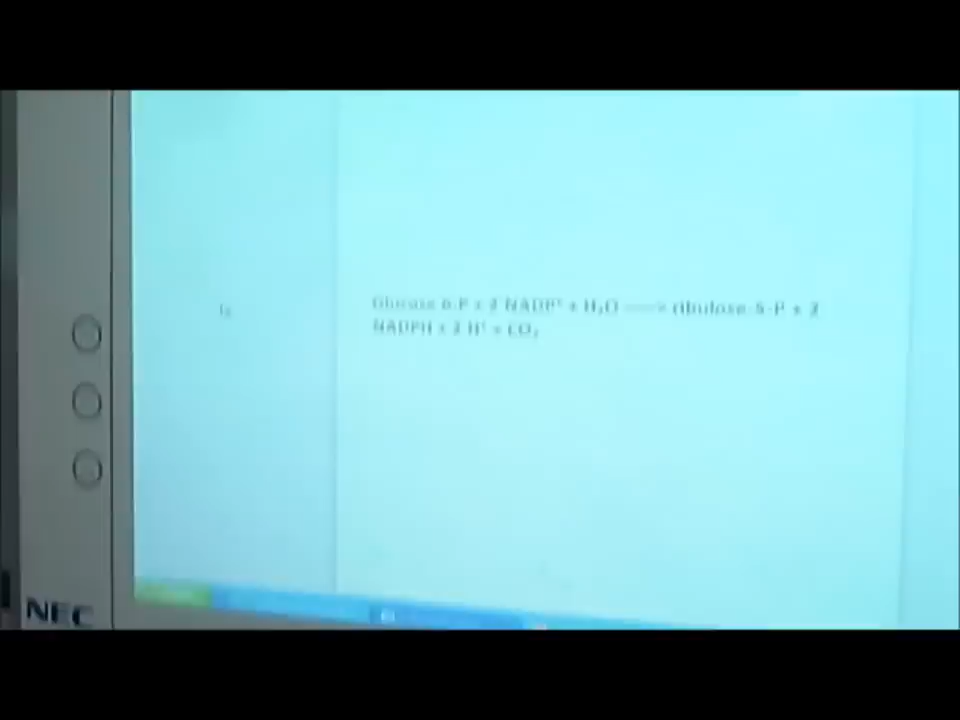 Glucose 6-P + 2 NADP⁺ + H₂O ----> ribulose-5-P + 2
NADPH + 2 H⁺ + CO₂
NEC